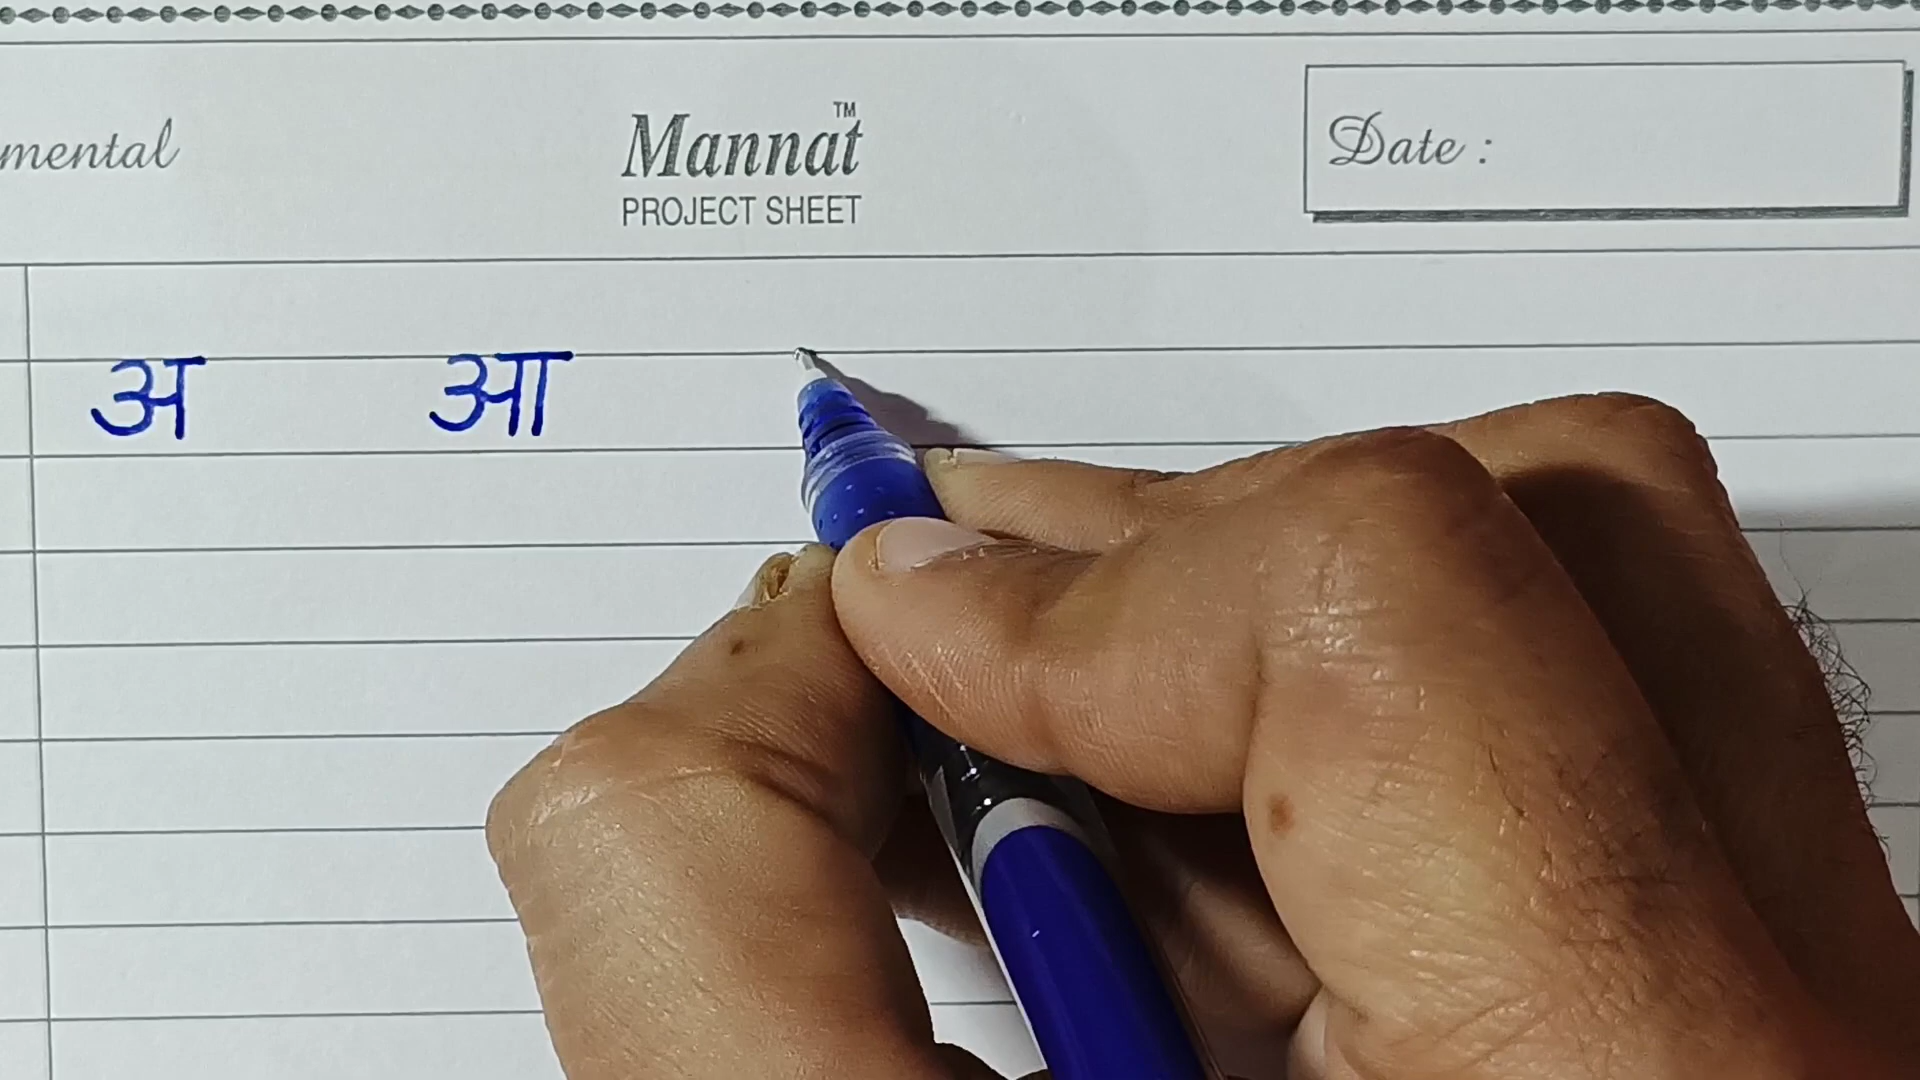 mental
Mannat™
PROJECT SHEET
Date :
अ आ